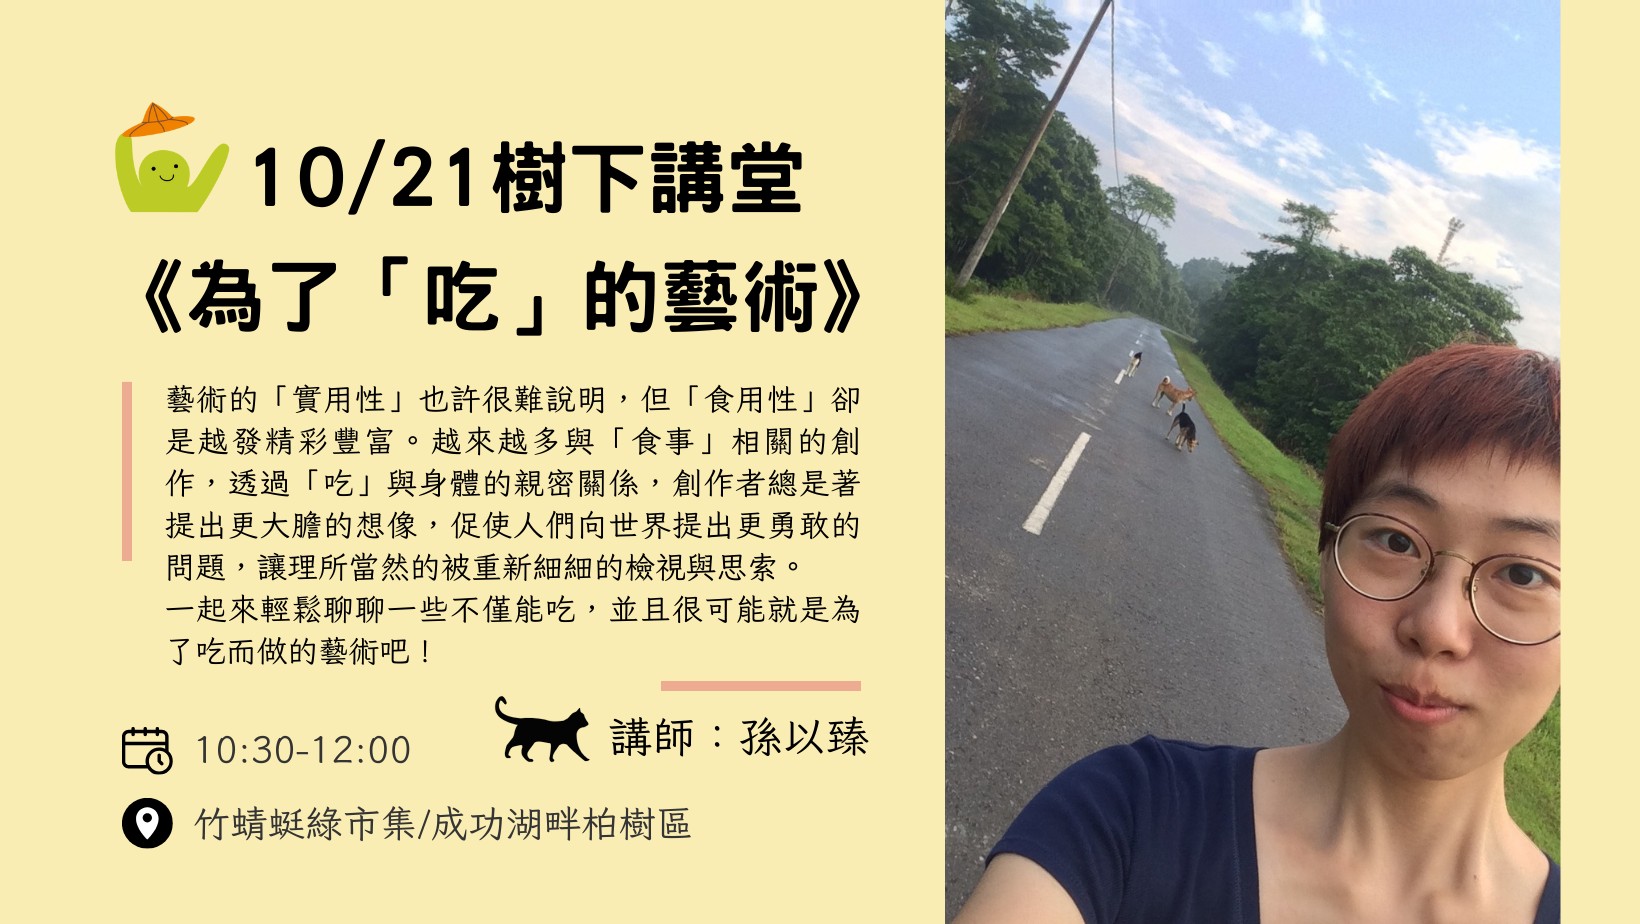 10/21樹下講堂
《為了「吃」的藝術》
藝術的「實用性」也許很難說明，但「食用性」卻
是越發精彩豐富。越來越多與「食事」相關的創
作，透過「吃」與身體的親密關係，創作者總是著
提出更大膽的想像，促使人們向世界提出更勇敢的
問題，讓理所當然的被重新細細的檢視與思索。
一起來輕鬆聊聊一些不僅能吃，並且很可能就是為
了吃而做的藝術吧！
講師：孫以臻
10:30-12:00
竹蜻蜓綠市集/成功湖畔柏樹區